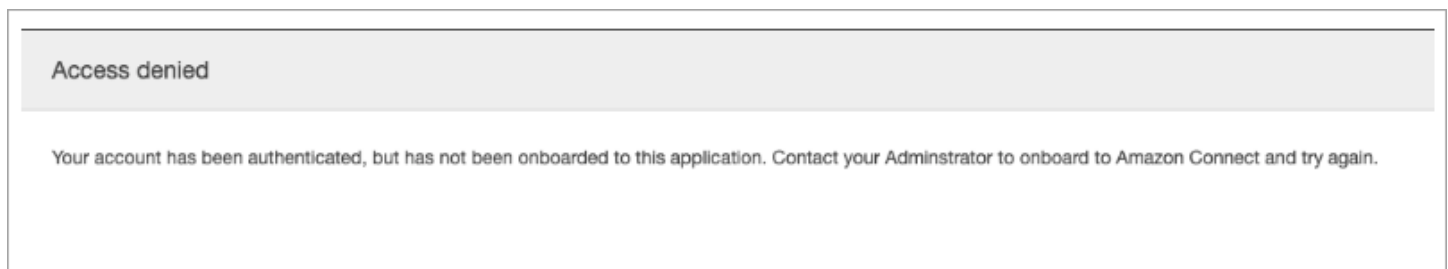 Access denied
Your account has been authenticated, but has not been onboarded to this application. Contact your Adminstrator to onboard to Amazon Connect and try again.